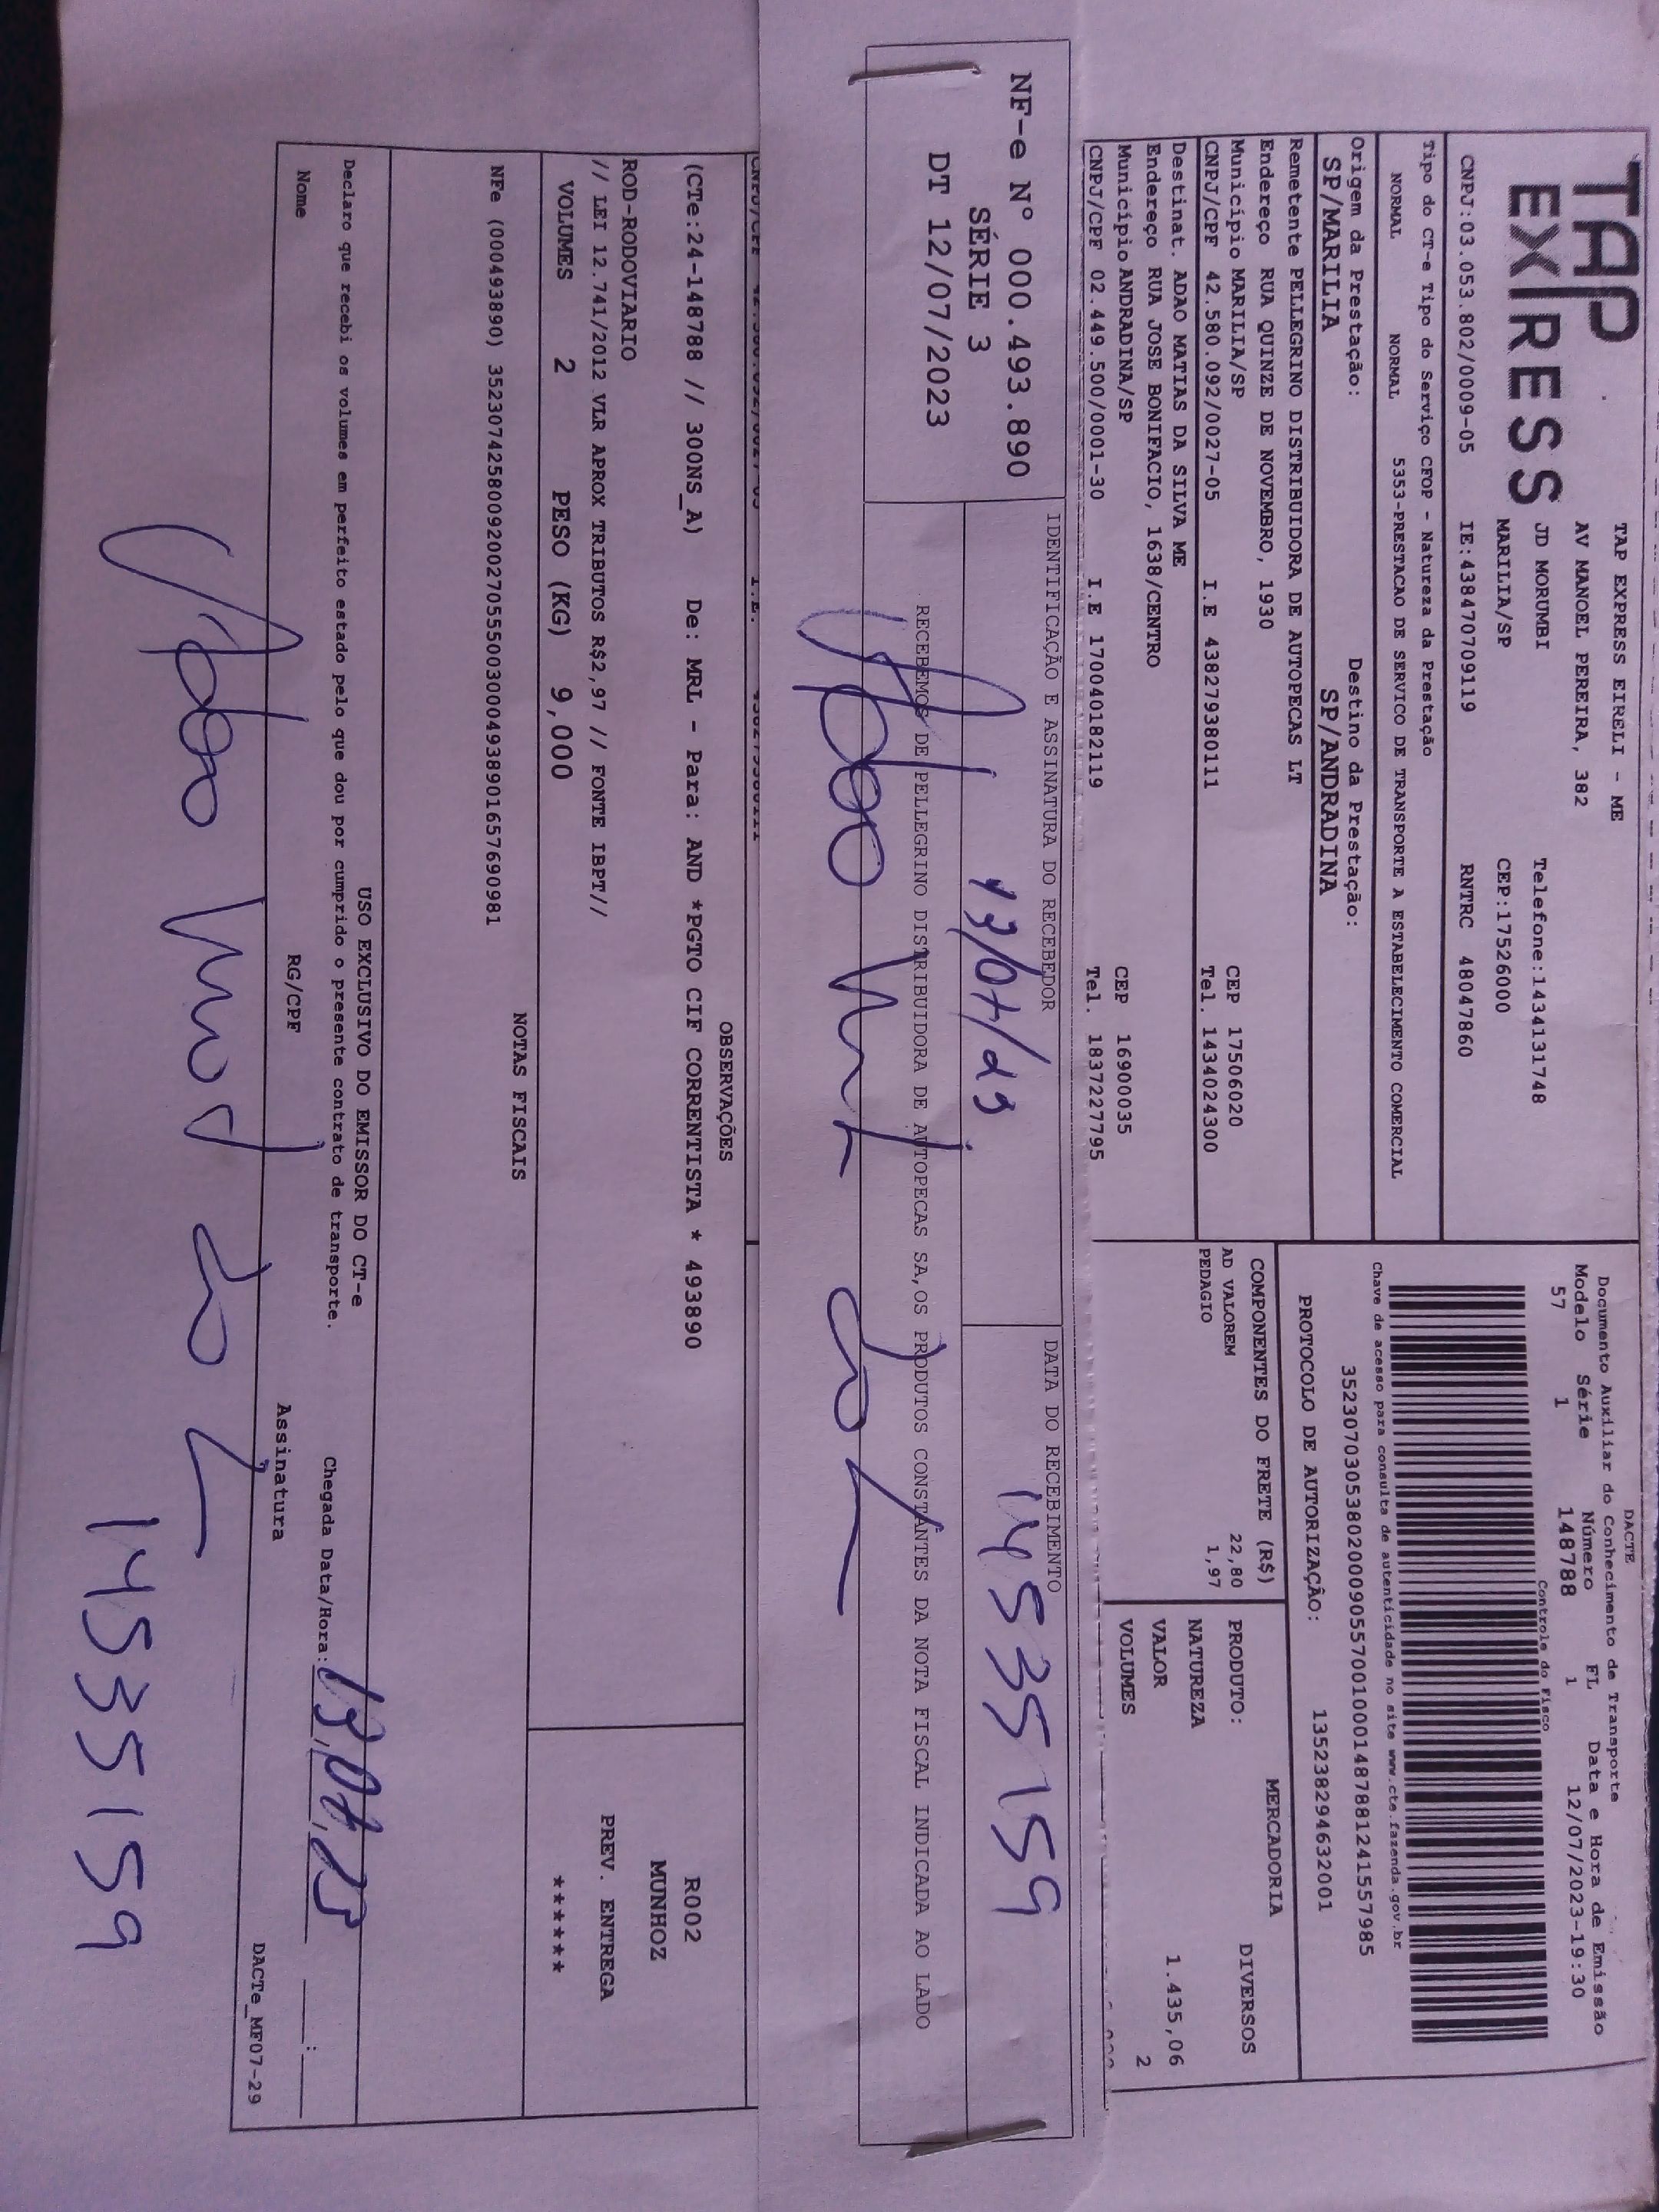 TAP
EXPRESS
TAP EXPRESS EIRELI - ME
AV MANOEL PEREIRA, 382
JD MORUMBI Telefone:1434131748
MARILIA/SP CEP:17526000
CNPJ:03.053.802/0009-05 IE:438470709119 RNTRC 48047860
Tipo do CT-e Tipo do Serviço CFOP - Natureza da Prestação
NORMAL NORMAL 5353-PRESTACAO DE SERVICO DE TRANSPORTE A ESTABELECIMENTO COMERCIAL
Origem da Prestação: Destino da Prestação:
SP/MARILIA SP/ANDRADINA
Remetente PELLEGRINO DISTRIBUIDORA DE AUTOPECAS LT
Endereço RUA QUINZE DE NOVEMBRO, 1930
Município MARILIA/SP CEP 17506020
CNPJ/CPF 42.580.092/0027-05 I.E 438279380111 Tel. 1434024300
Destinat. ADAO MATIAS DA SILVA ME
Endereço RUA JOSE BONIFACIO, 1638/CENTRO
Município ANDRADINA/SP CEP 16900035
CNPJ/CPF 02.449.500/0001-30 I.E 170040182119 Tel. 1837227795
DACTE
Documento Auxiliar do Conhecimento de Transporte
Modelo Série Número FL Data e Hora de Emissão
57 1 148788 1 12/07/2023-19:30
Controle do Fisco
Chave de acesso para consulta de autenticidade no site www.cte.fazenda.gov.br
35230703053802000905570010001487881241557985
PROTOCOLO DE AUTORIZAÇÃO: 135238294632001
COMPONENTES DO FRETE (R$)
AD VALOREM 22,80
PEDAGIO 1,97
MERCADORIA
PRODUTO: DIVERSOS
NATUREZA
VALOR 1.435,06
VOLUMES 2
NF-e Nº 000.493.890
SÉRIE 3
DT 12/07/2023
IDENTIFICAÇÃO E ASSINATURA DO RECEBEDOR DATA DO RECEBIMENTO
13/07/23 14535159
RECEBEMOS DE PELLEGRINO DISTRIBUIDORA DE AUTOPECAS SA,OS PRODUTOS CONSTANTES DA NOTA FISCAL INDICADA AO LADO
OBSERVAÇÕES
(CTe:24-148788 // 300NS_A) De: MRL - Para: AND *PGTO CIF CORRENTISTA * 493890
ROD-RODOVIARIO
// LEI 12.741/2012 VLR APROX TRIBUTOS R$2,97 // FONTE IBPT//
VOLUMES 2 PESO (KG) 9,000
R002
MUNHOZ
PREV. ENTREGA
******
NOTAS FISCAIS
NFe (000493890) 35230742580092002705550030004938901657690981
USO EXCLUSIVO DO EMISSOR DO CT-e
Declaro que recebi os volumes em perfeito estado pelo que dou por cumprido o presente contrato de transporte.
Chegada Data/Hora: 13,07,23
Nome RG/CPF Assinatura
DACTe_MF07-29
14535159